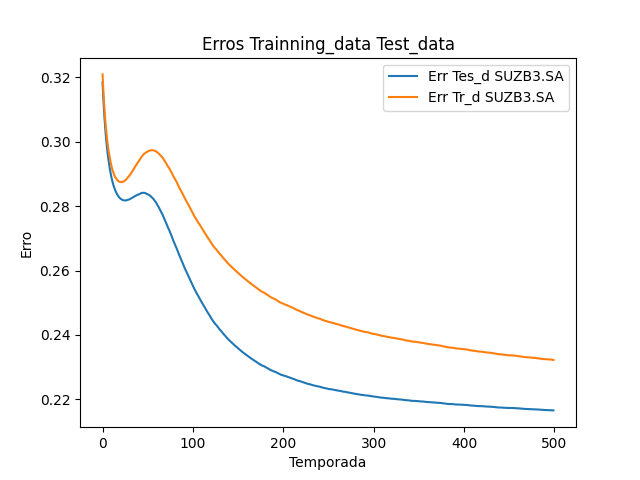 Erros Trainning_data Test_data
Err Tes_d SUZB3.SA
Err Tr_d SUZB3.SA
Erro
0.32
0.30
0.28
0.26
0.24
0.22
0 100 200 300 400 500
Temporada